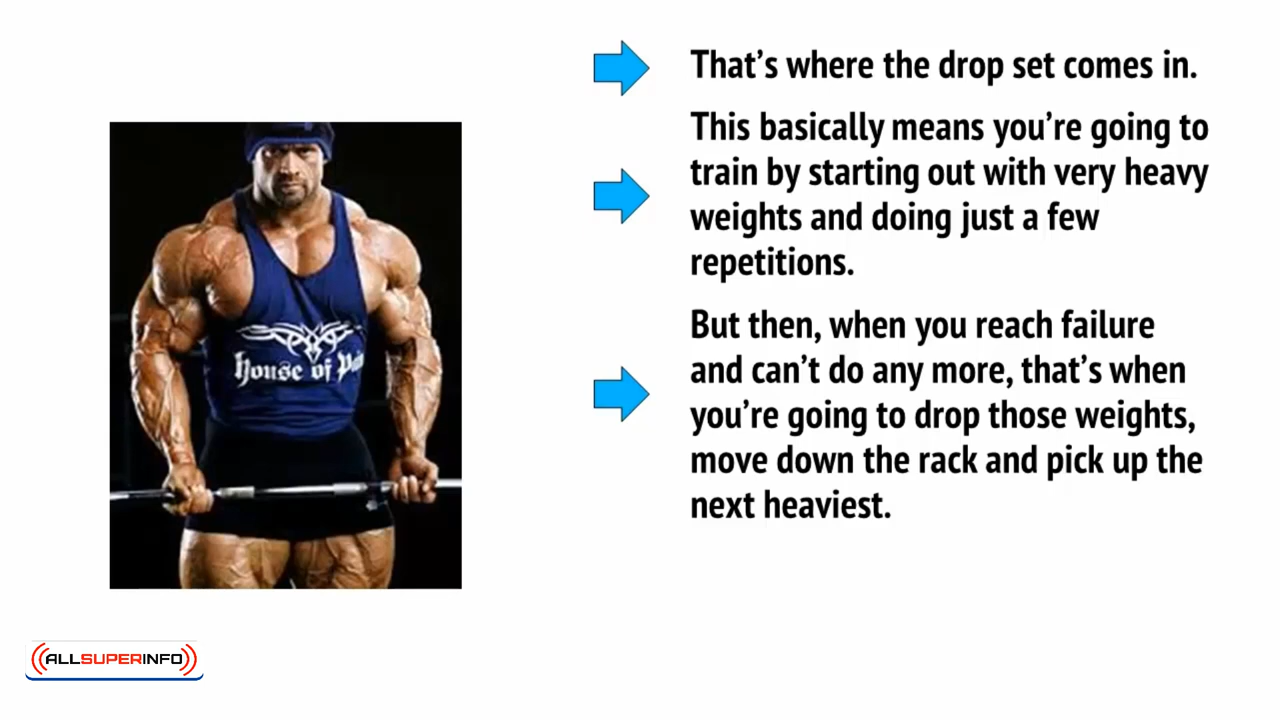 That's where the drop set comes in.
This basically means you're going to
train by starting out with very heavy
weights and doing just a few
repetitions.
But then, when you reach failure
and can't do any more, that's when
you're going to drop those weights,
move down the rack and pick up the
next heaviest.
House of Pain
ALLSUPERINFO